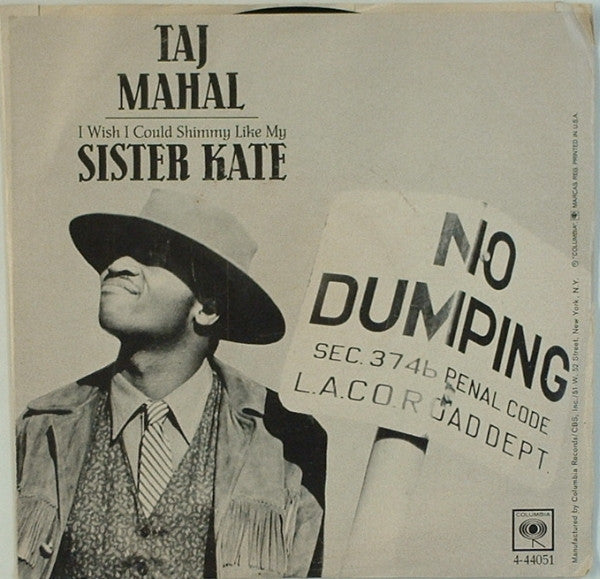 TAJ
MAHAL
I Wish I Could Shimmy Like My
SISTER KATE
NO
DUMPING
SEC. 374b PENAL CODE
L.A.CO.ROAD DEPT.
COLUMBIA
4-44051
Manufactured by Columbia Records/CBS, Inc./51 W. 52 Street, New York, N.Y. Ⓟ "COLUMBIA", MARCAS REG. PRINTED IN U.S.A.